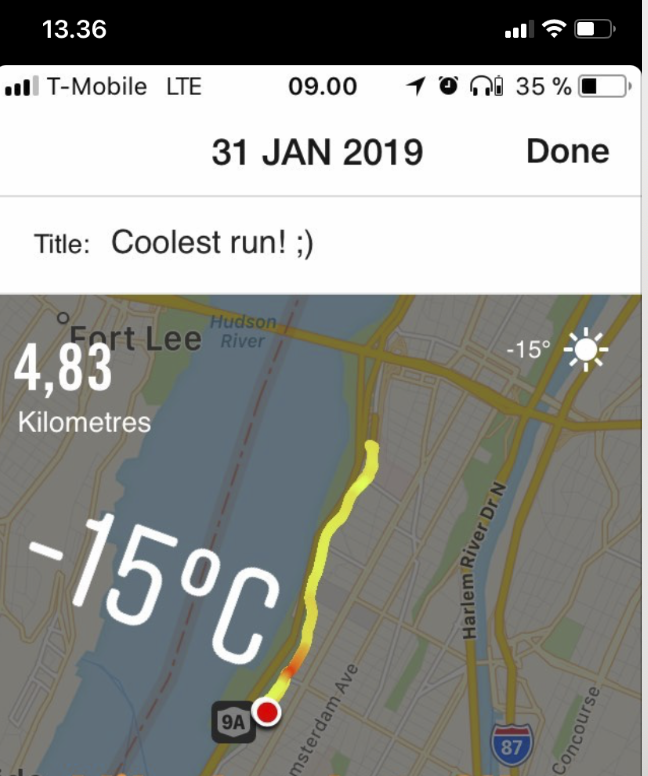 13.36
T-Mobile LTE 09.00 35 %
31 JAN 2019 Done
Title: Coolest run! ;)
Hudson
River
Fort Lee
-15°
4,83
Kilometres
-15°C
Harlem River Dr N
9A
msterdam Ave
87
Concourse